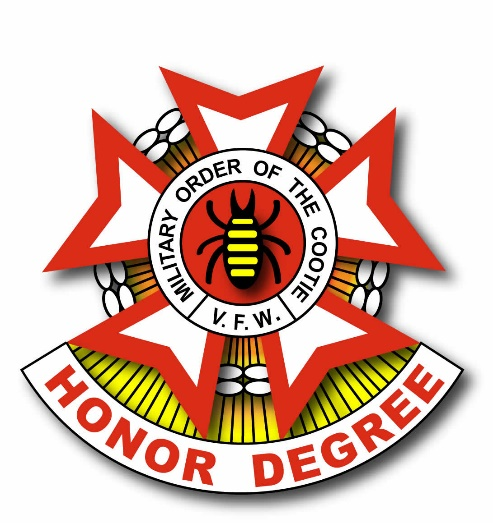 MILITARY ORDER OF THE COOTIE
V. F. W.
HONOR DEGREE